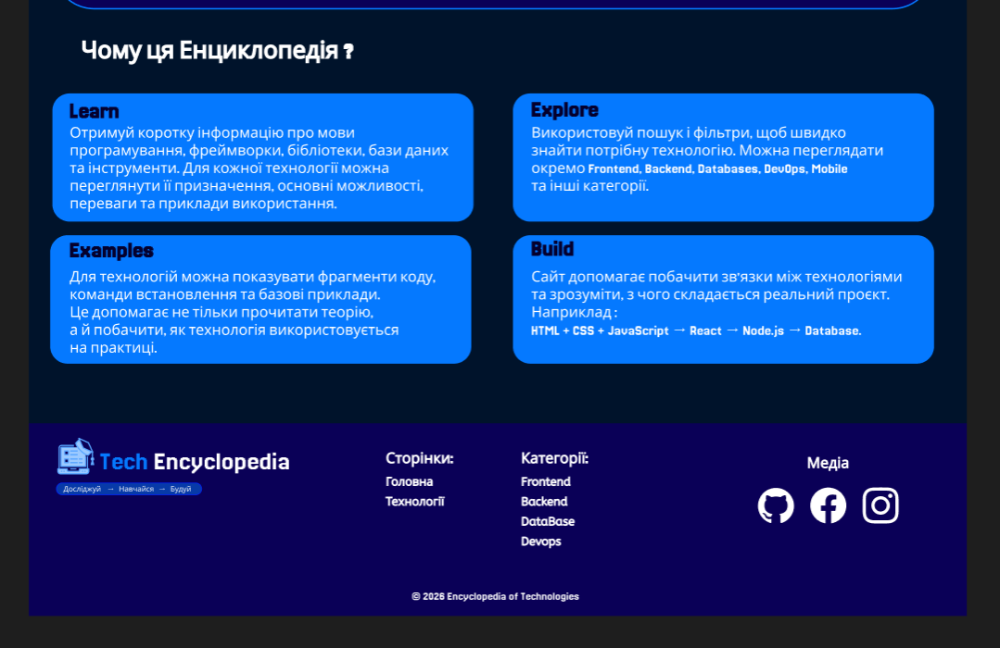 Чому ця Енциклопедія ?
Learn
Отримуй коротку інформацію про мови
програмування, фреймворки, бібліотеки, бази даних
та інструменти. Для кожної технології можна
переглянути її призначення, основні можливості,
переваги та приклади використання.
Explore
Використовуй пошук і фільтри, щоб швидко
знайти потрібну технологію. Можна переглядати
окремо Frontend, Backend, Databases, DevOps, Mobile
та інші категорії.
Examples
Для технологій можна показувати фрагменти коду,
команди встановлення та базові приклади.
Це допомагає не тільки прочитати теорію,
а й побачити, як технологія використовується
на практиці.
Build
Сайт допомагає побачити зв'язки між технологіями
та зрозуміти, з чого складається реальний проєкт.
Наприклад :
HTML + CSS + JavaScript → React → Node.js → Database.
Tech Encyclopedia
Досліджуй → Навчайся → Будуй
Сторінки:
Головна
Технології
Категорії:
Frontend
Backend
DataBase
Devops
Медіа
© 2026 Encyclopedia of Technologies